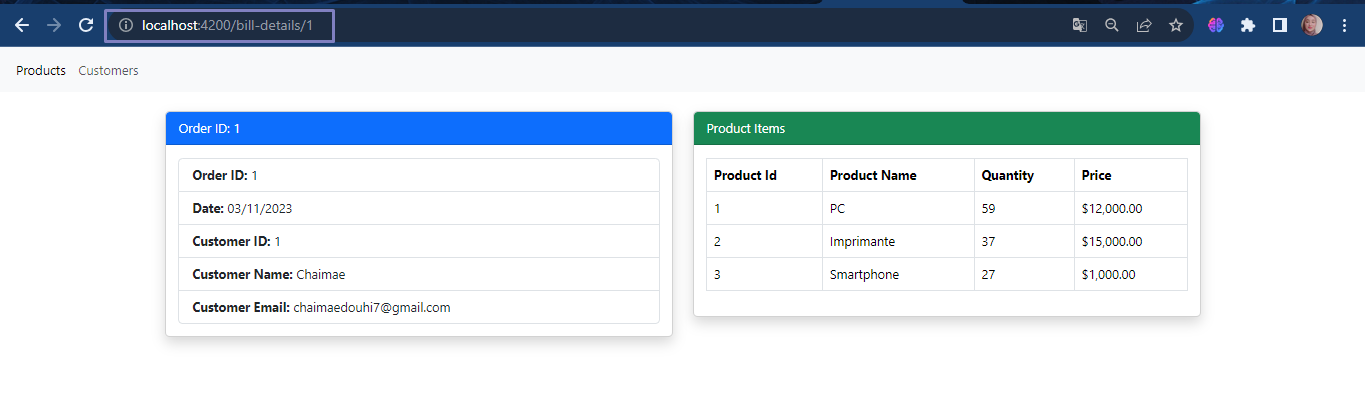 localhost:4200/bill-details/1
Products Customers
Order ID: 1
Order ID: 1
Date: 03/11/2023
Customer ID: 1
Customer Name: Chaimae
Customer Email: chaimaedouhi7@gmail.com
Product Items
Product Id Product Name Quantity Price
1 PC 59 $12,000.00
2 Imprimante 37 $15,000.00
3 Smartphone 27 $1,000.00